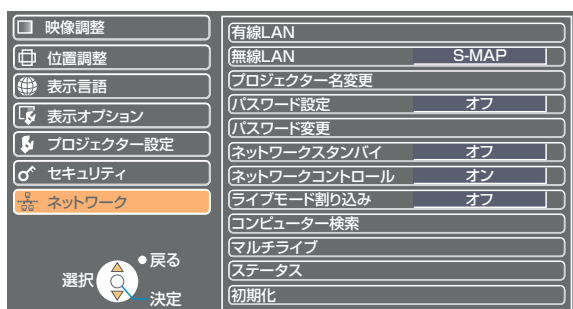 映像調整
位置調整
表示言語
表示オプション
プロジェクター設定
セキュリティ
ネットワーク
選択
戻る
決定
有線LAN
無線LAN S-MAP
プロジェクター名変更
パスワード設定 オフ
パスワード変更
ネットワークスタンバイ オフ
ネットワークコントロール オン
ライブモード割り込み オフ
コンピューター検索
マルチライブ
ステータス
初期化